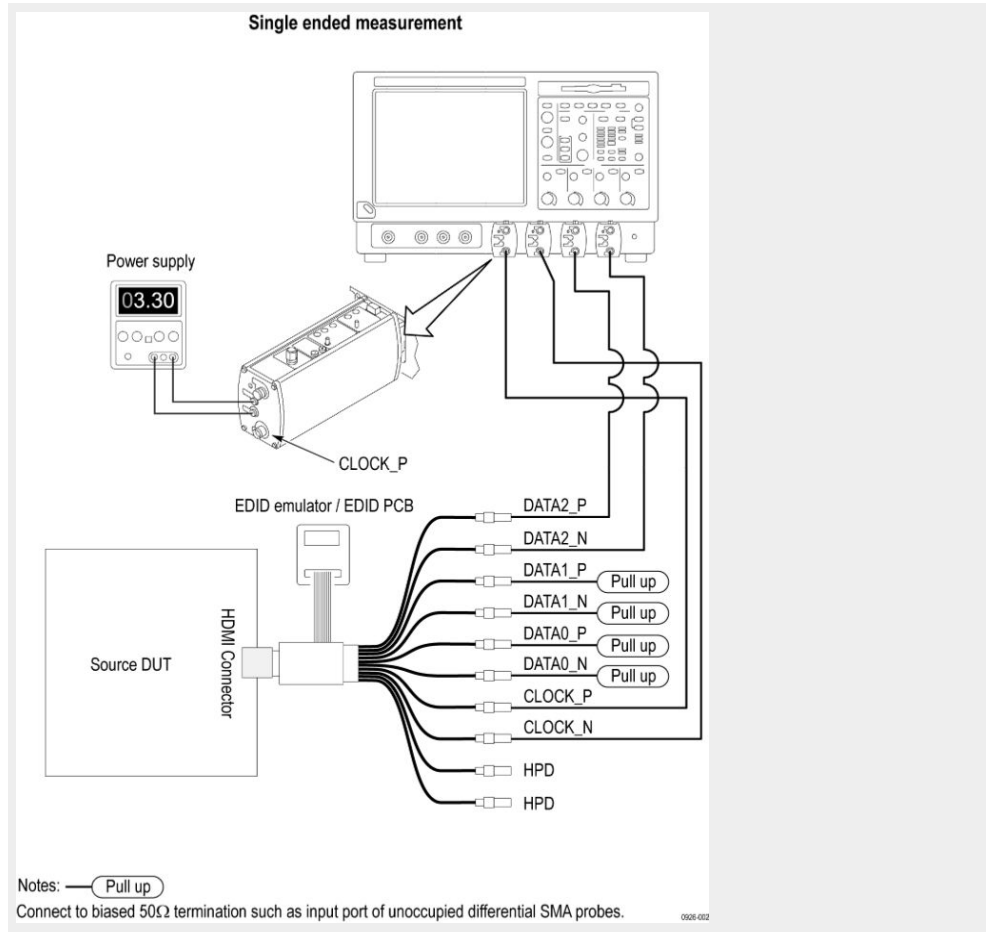 Single ended measurement
Power supply
03.30
CLOCK_P
EDID emulator / EDID PCB
DATA2_P
DATA2_N
DATA1_P
Pull up
DATA1_N
Pull up
DATA0_P
Pull up
DATA0_N
Pull up
CLOCK_P
CLOCK_N
HPD
HPD
HDMI Connector
Source DUT
Notes: Pull up
Connect to biased 50Ω termination such as input port of unoccupied differential SMA probes.
0926-002